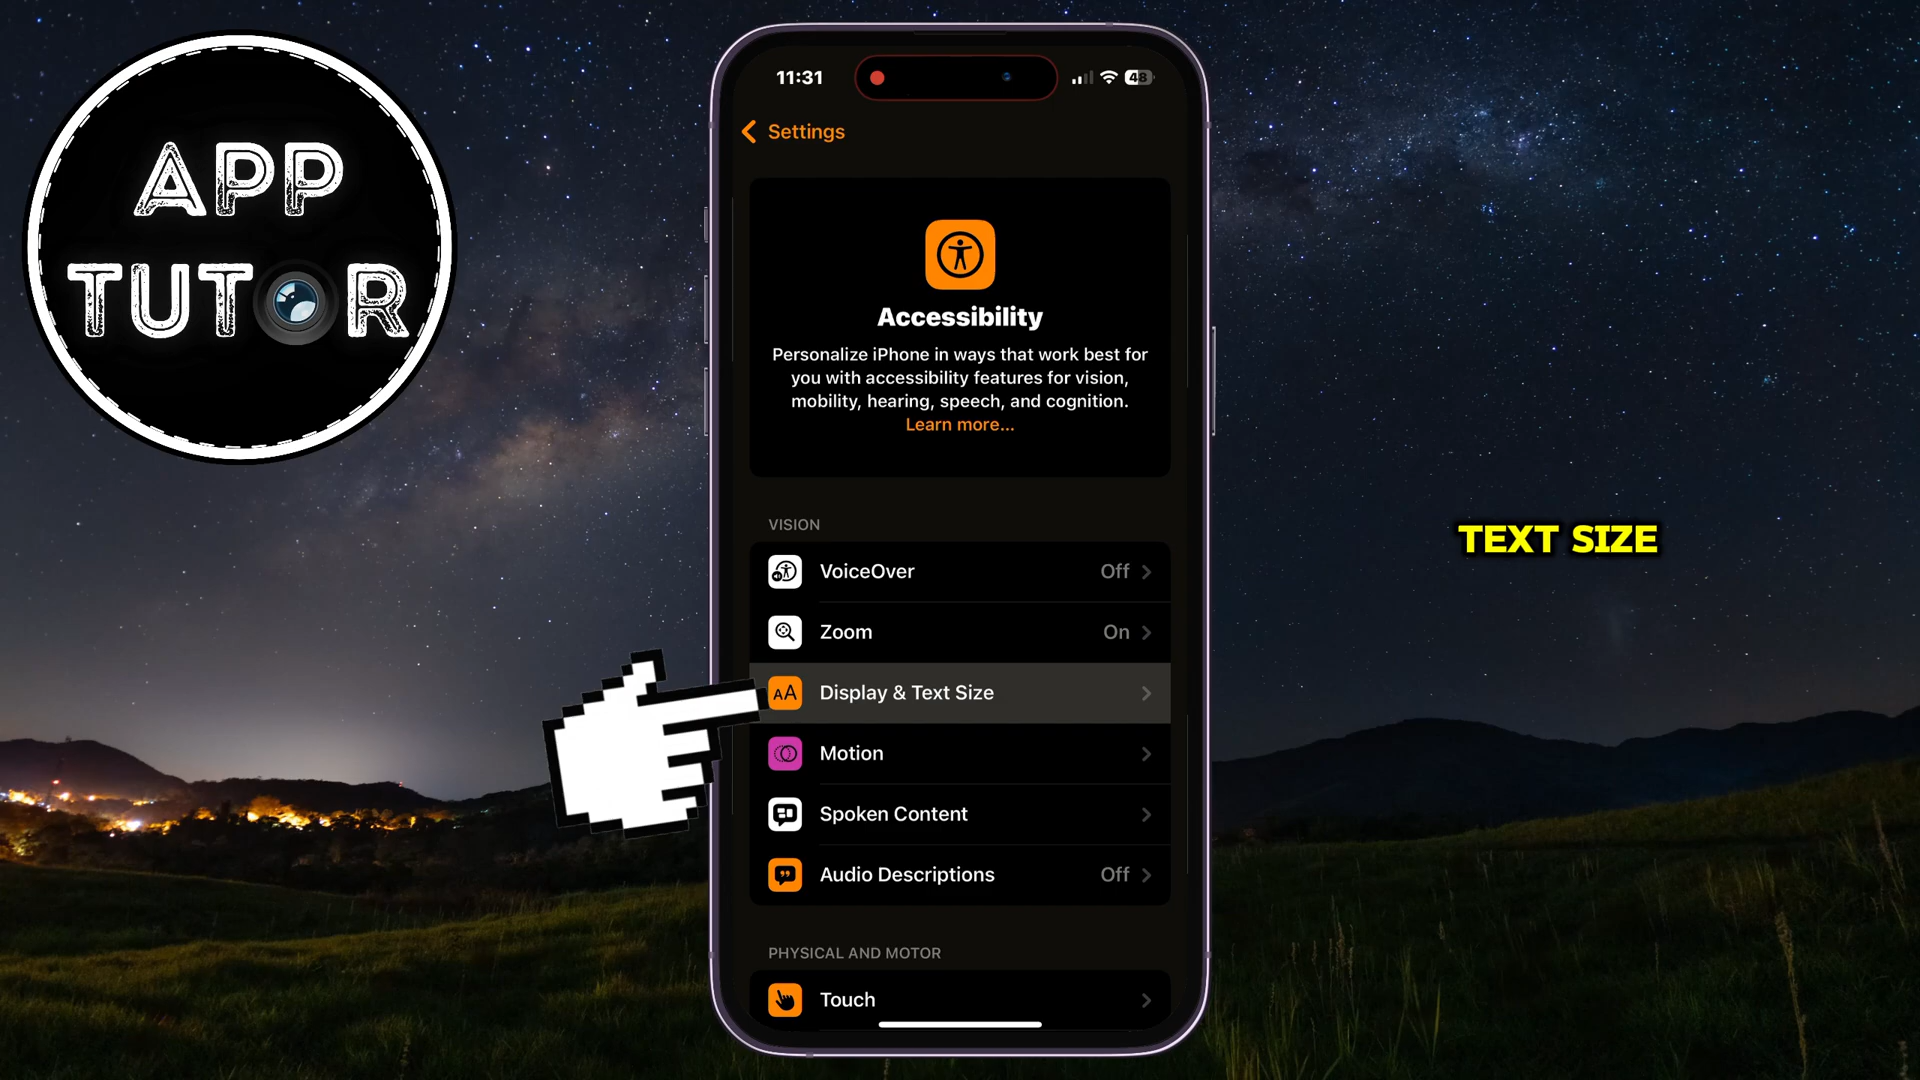 APP
TUTOR
11:31
48
Settings
Accessibility
Personalize iPhone in ways that work best for
you with accessibility features for vision,
mobility, hearing, speech, and cognition.
Learn more...
VISION
VoiceOver Off
Zoom On
AA Display & Text Size
Motion
Spoken Content
Audio Descriptions Off
PHYSICAL AND MOTOR
Touch
TEXT SIZE